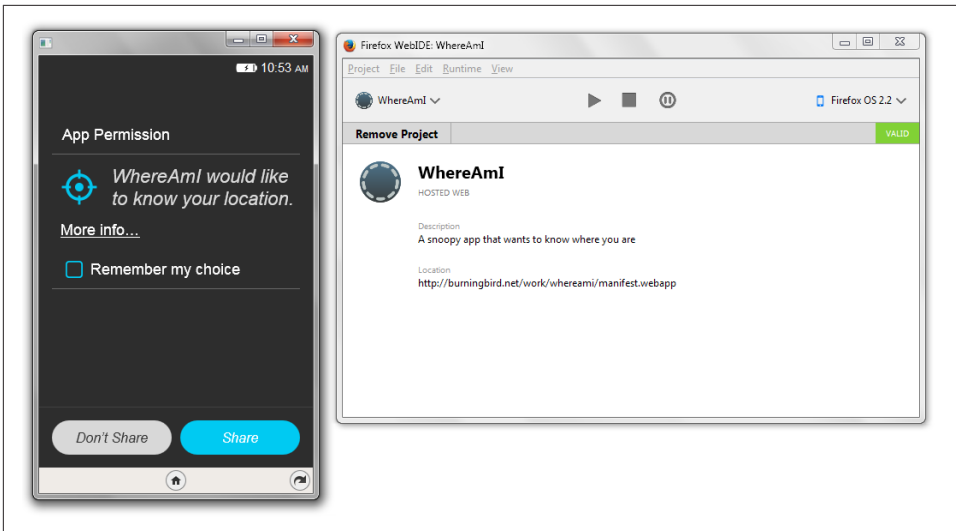 10:53 AM
App Permission
WhereAmI would like
to know your location.
More info...
Remember my choice
Don't Share
Share
Firefox WebIDE: WhereAmI
Project File Edit Runtime View
WhereAmI
Firefox OS 2.2
Remove Project
VALID
WhereAmI
HOSTED WEB
Description
A snoopy app that wants to know where you are
Location
http://burningbird.net/work/whereami/manifest.webapp